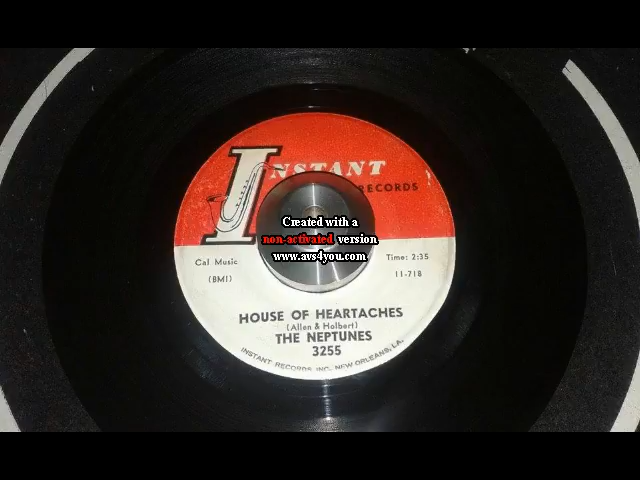 INSTANT
RECORDS
Created with a
non-activated version
www.avs4you.com
Cal Music
(BMI)
Time: 2:35
11-718
HOUSE OF HEARTACHES
(Allen & Holbert)
THE NEPTUNES
3255
INSTANT RECORDS INC. NEW ORLEANS, LA.